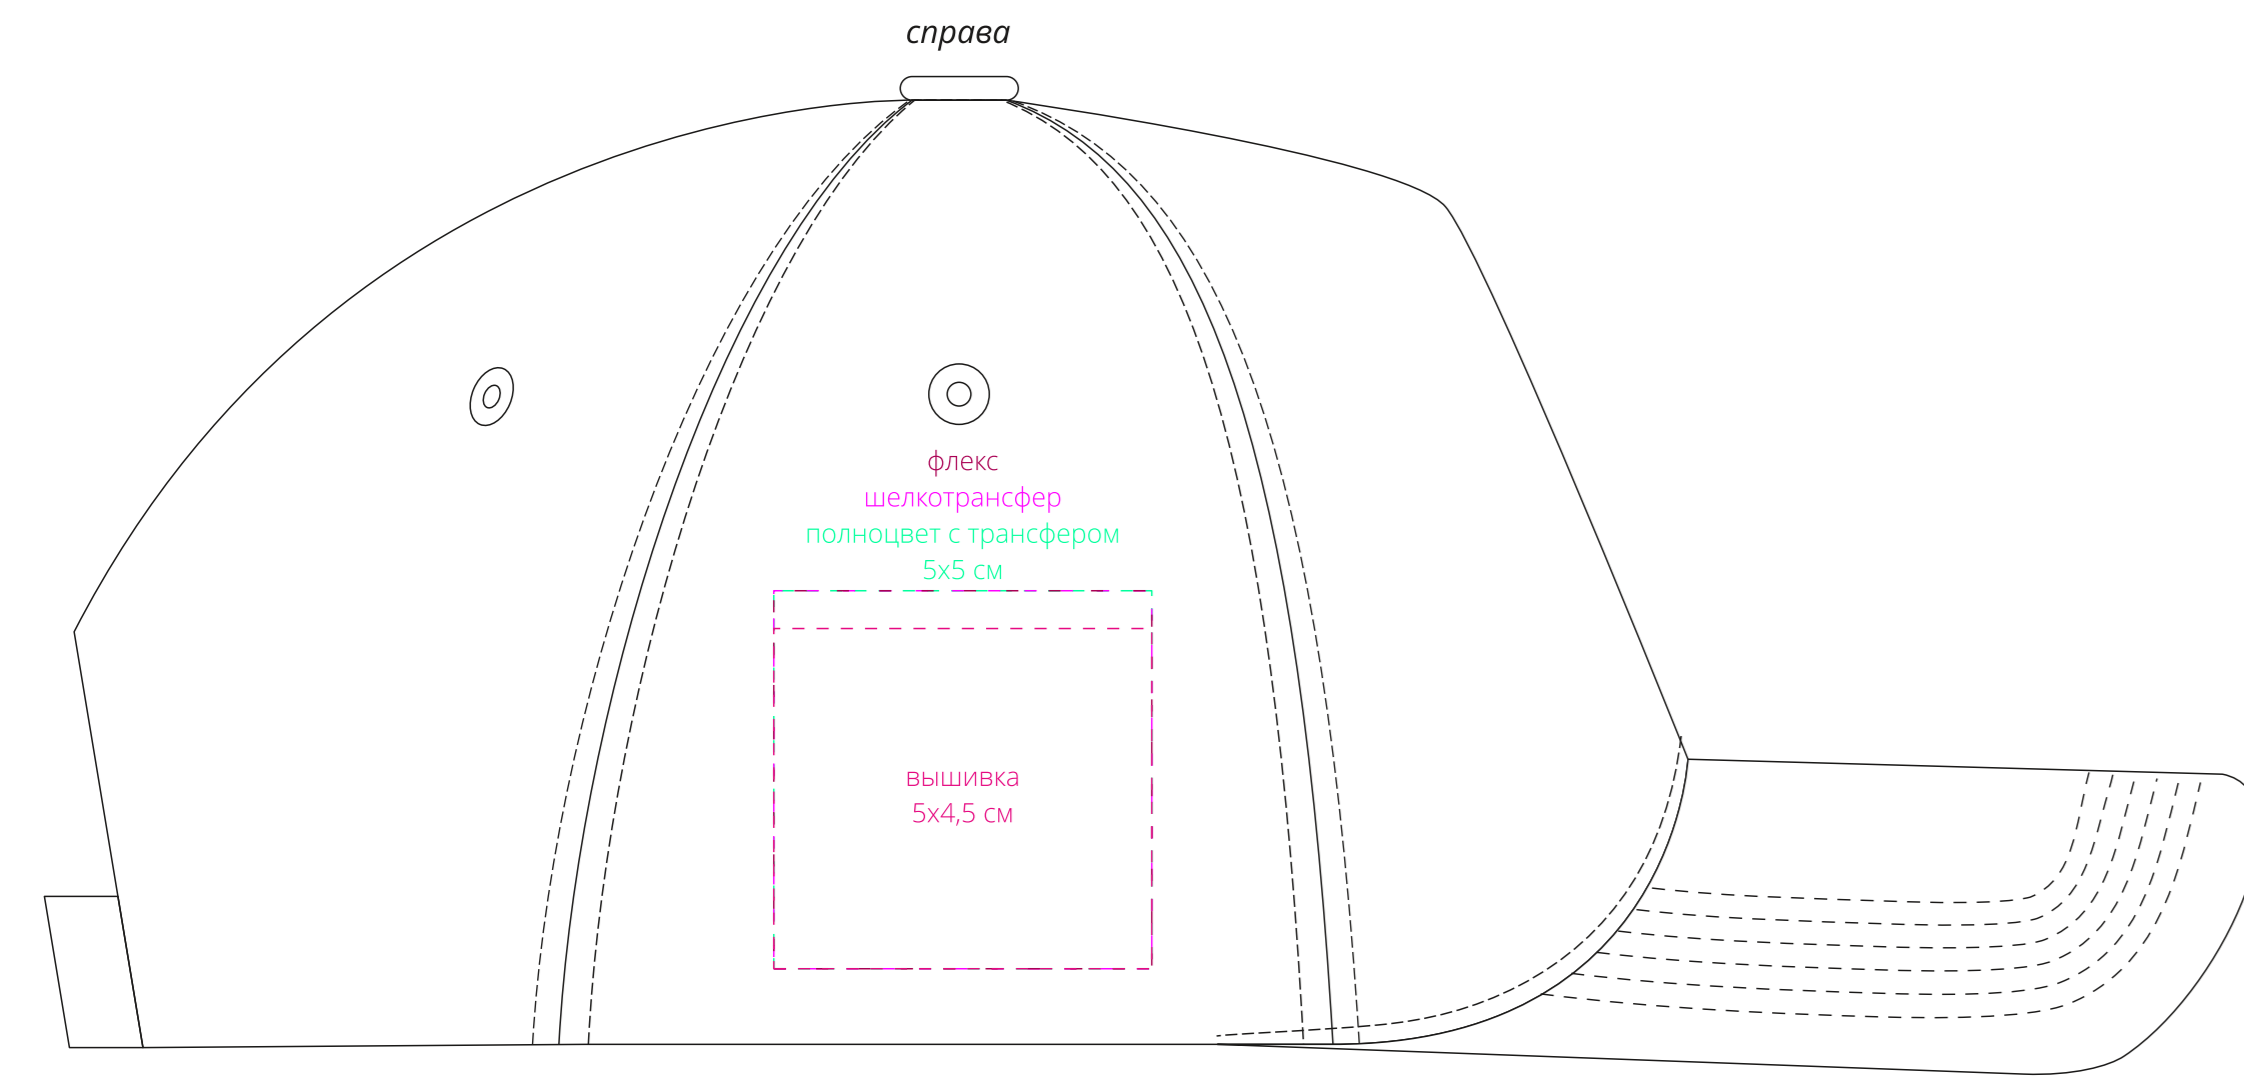 справа
флекс
шелкотрансфер
полноцвет с трансфером
5х5 см
вышивка
5х4,5 см